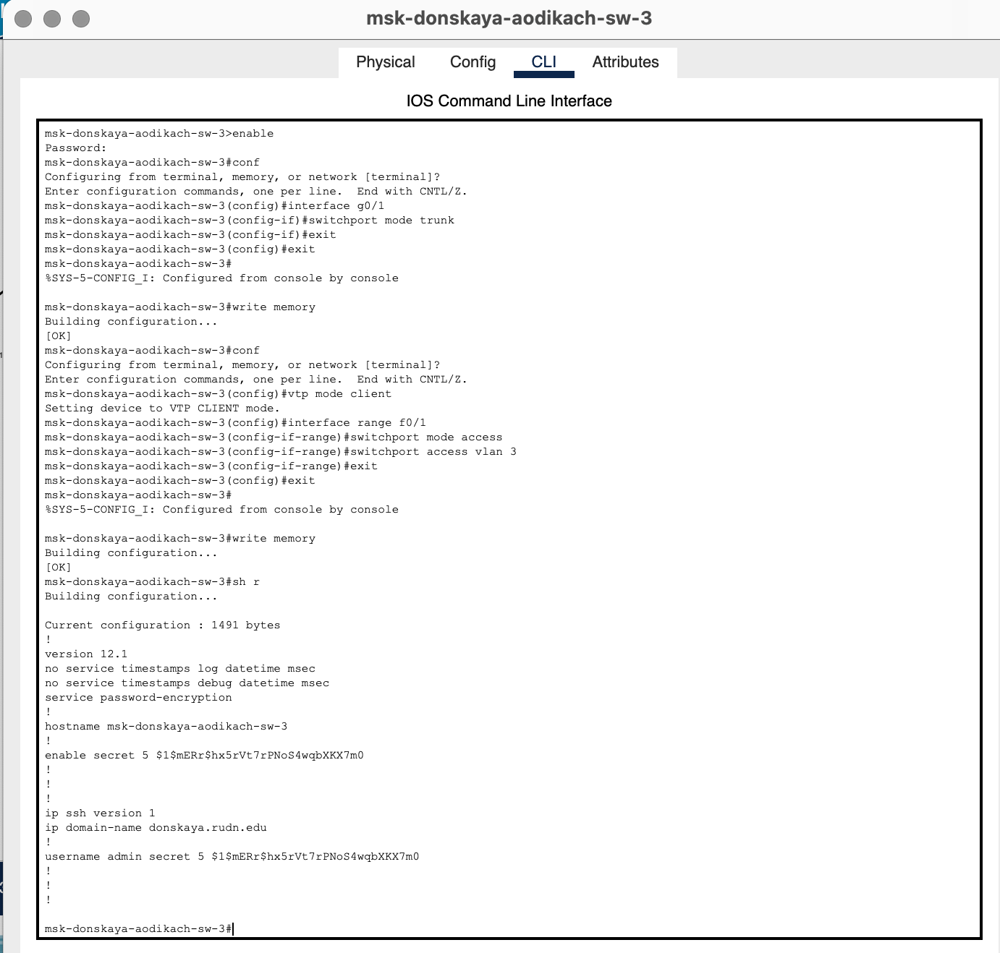 msk-donskaya-aodikach-sw-3
Physical Config CLI Attributes
IOS Command Line Interface
msk-donskaya-aodikach-sw-3>enable
Password:
msk-donskaya-aodikach-sw-3#conf
Configuring from terminal, memory, or network [terminal]?
Enter configuration commands, one per line.  End with CNTL/Z.
msk-donskaya-aodikach-sw-3(config)#interface g0/1
msk-donskaya-aodikach-sw-3(config-if)#switchport mode trunk
msk-donskaya-aodikach-sw-3(config-if)#exit
msk-donskaya-aodikach-sw-3(config)#exit
msk-donskaya-aodikach-sw-3#
%SYS-5-CONFIG_I: Configured from console by console
msk-donskaya-aodikach-sw-3#write memory
Building configuration...
[OK]
msk-donskaya-aodikach-sw-3#conf
Configuring from terminal, memory, or network [terminal]?
Enter configuration commands, one per line.  End with CNTL/Z.
msk-donskaya-aodikach-sw-3(config)#vtp mode client
Setting device to VTP CLIENT mode.
msk-donskaya-aodikach-sw-3(config)#interface range f0/1
msk-donskaya-aodikach-sw-3(config-if-range)#switchport mode access
msk-donskaya-aodikach-sw-3(config-if-range)#switchport access vlan 3
msk-donskaya-aodikach-sw-3(config-if-range)#exit
msk-donskaya-aodikach-sw-3(config)#exit
msk-donskaya-aodikach-sw-3#
%SYS-5-CONFIG_I: Configured from console by console
msk-donskaya-aodikach-sw-3#write memory
Building configuration...
[OK]
msk-donskaya-aodikach-sw-3#sh r
Building configuration...
Current configuration : 1491 bytes
!
version 12.1
no service timestamps log datetime msec
no service timestamps debug datetime msec
service password-encryption
!
hostname msk-donskaya-aodikach-sw-3
!
enable secret 5 $1$mERr$hx5rVt7rPNoS4wqbXKX7m0
!
!
!
ip ssh version 1
ip domain-name donskaya.rudn.edu
!
username admin secret 5 $1$mERr$hx5rVt7rPNoS4wqbXKX7m0
!
!
!
msk-donskaya-aodikach-sw-3#